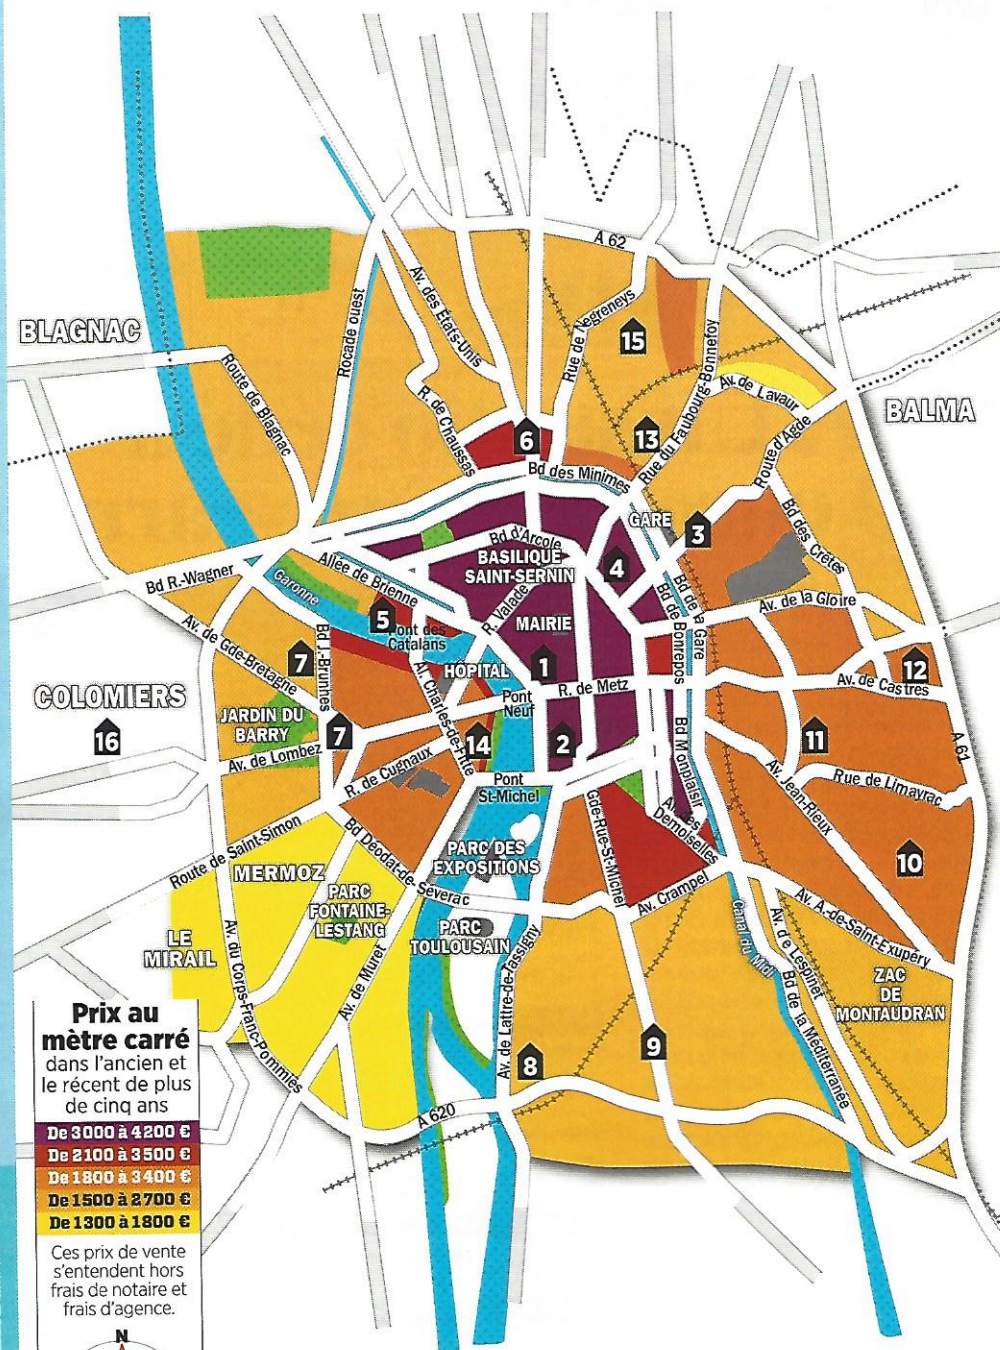 A 62
Av. des États-Unis
Rocade ouest
BLAGNAC
Rue de Negreneys
15
Route de Blagnac
R. de Chaussas
Rue du Faubourg-Bonnefoy
Av. de Lavaur
BALMA
6
13
Route d'Agde
Bd des Minimes
GARE
3
Bd des Crêtes
Bd d'Arcole
BASILIQUE
SAINT-SERNIN
4
Allée de Brienne
Bd R.-Wagner
Garonne
R. Valade
Bd de la Gare
Bd de Bonrepos
Av. de la Gloire
5
Pont des
Catalans
MAIRIE
Av. de Gde-Bretagne
Bd J.-Brunhes
7
HÔPITAL
1
12
Av. de Castres
R. de Metz
COLOMIERS
16
Av. Charles-de-Fitte
Pont
Neuf
JARDIN DU
BARRY
7
14
2
Bd Monplaisir
11
A 61
Av. de Lombez
R. de Cugnaux
Pont
St-Michel
Av. Jean-Rieux
Rue de Limayrac
Gde-Rue-St-Michel
Av. des
Demoiselles
Route de Saint-Simon
Bd Déodat-de-Séverac
PARC DES
EXPOSITIONS
10
MERMOZ
PARC
FONTAINE-
LESTANG
Av. Crampel
Av. A.-de-Saint-Exupéry
LE
MIRAIL
PARC
TOULOUSAIN
Canal du Midi
Av. de Lespinet
Av. du Corps-Franc-Pommiès
Av. de Muret
Av. de Lattre-de-Tassigny
Bd de la Méditerranée
ZAC
DE
MONTAUDRAN
8
9
A 620
Prix au
mètre carré
dans l'ancien et
le récent de plus
de cinq ans
De 3000 à 4200 €
De 2100 à 3500 €
De 1800 à 3400 €
De 1500 à 2700 €
De 1300 à 1800 €
Ces prix de vente
s'entendent hors
frais de notaire et
frais d'agence.
N